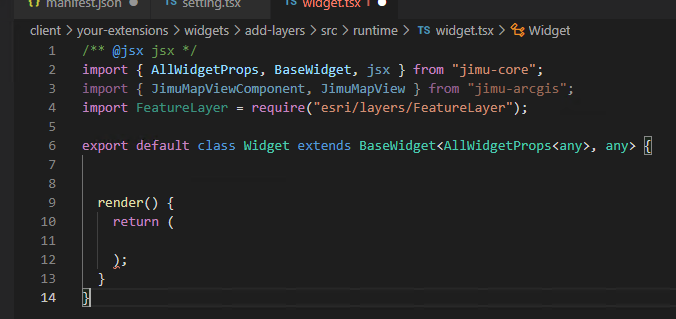 {} manifest.json ● TS setting.tsx TS widget.tsx 1 ●
client > your-extensions > widgets > add-layers > src > runtime > TS widget.tsx > Widget
1 /** @jsx jsx */
2 import { AllWidgetProps, BaseWidget, jsx } from "jimu-core";
3 import { JimuMapViewComponent, JimuMapView } from "jimu-arcgis";
4 import FeatureLayer = require("esri/layers/FeatureLayer");
5
6 export default class Widget extends BaseWidget<AllWidgetProps<any>, any> {
7
8
9 render() {
10 return (
11
12 );
13 }
14 }